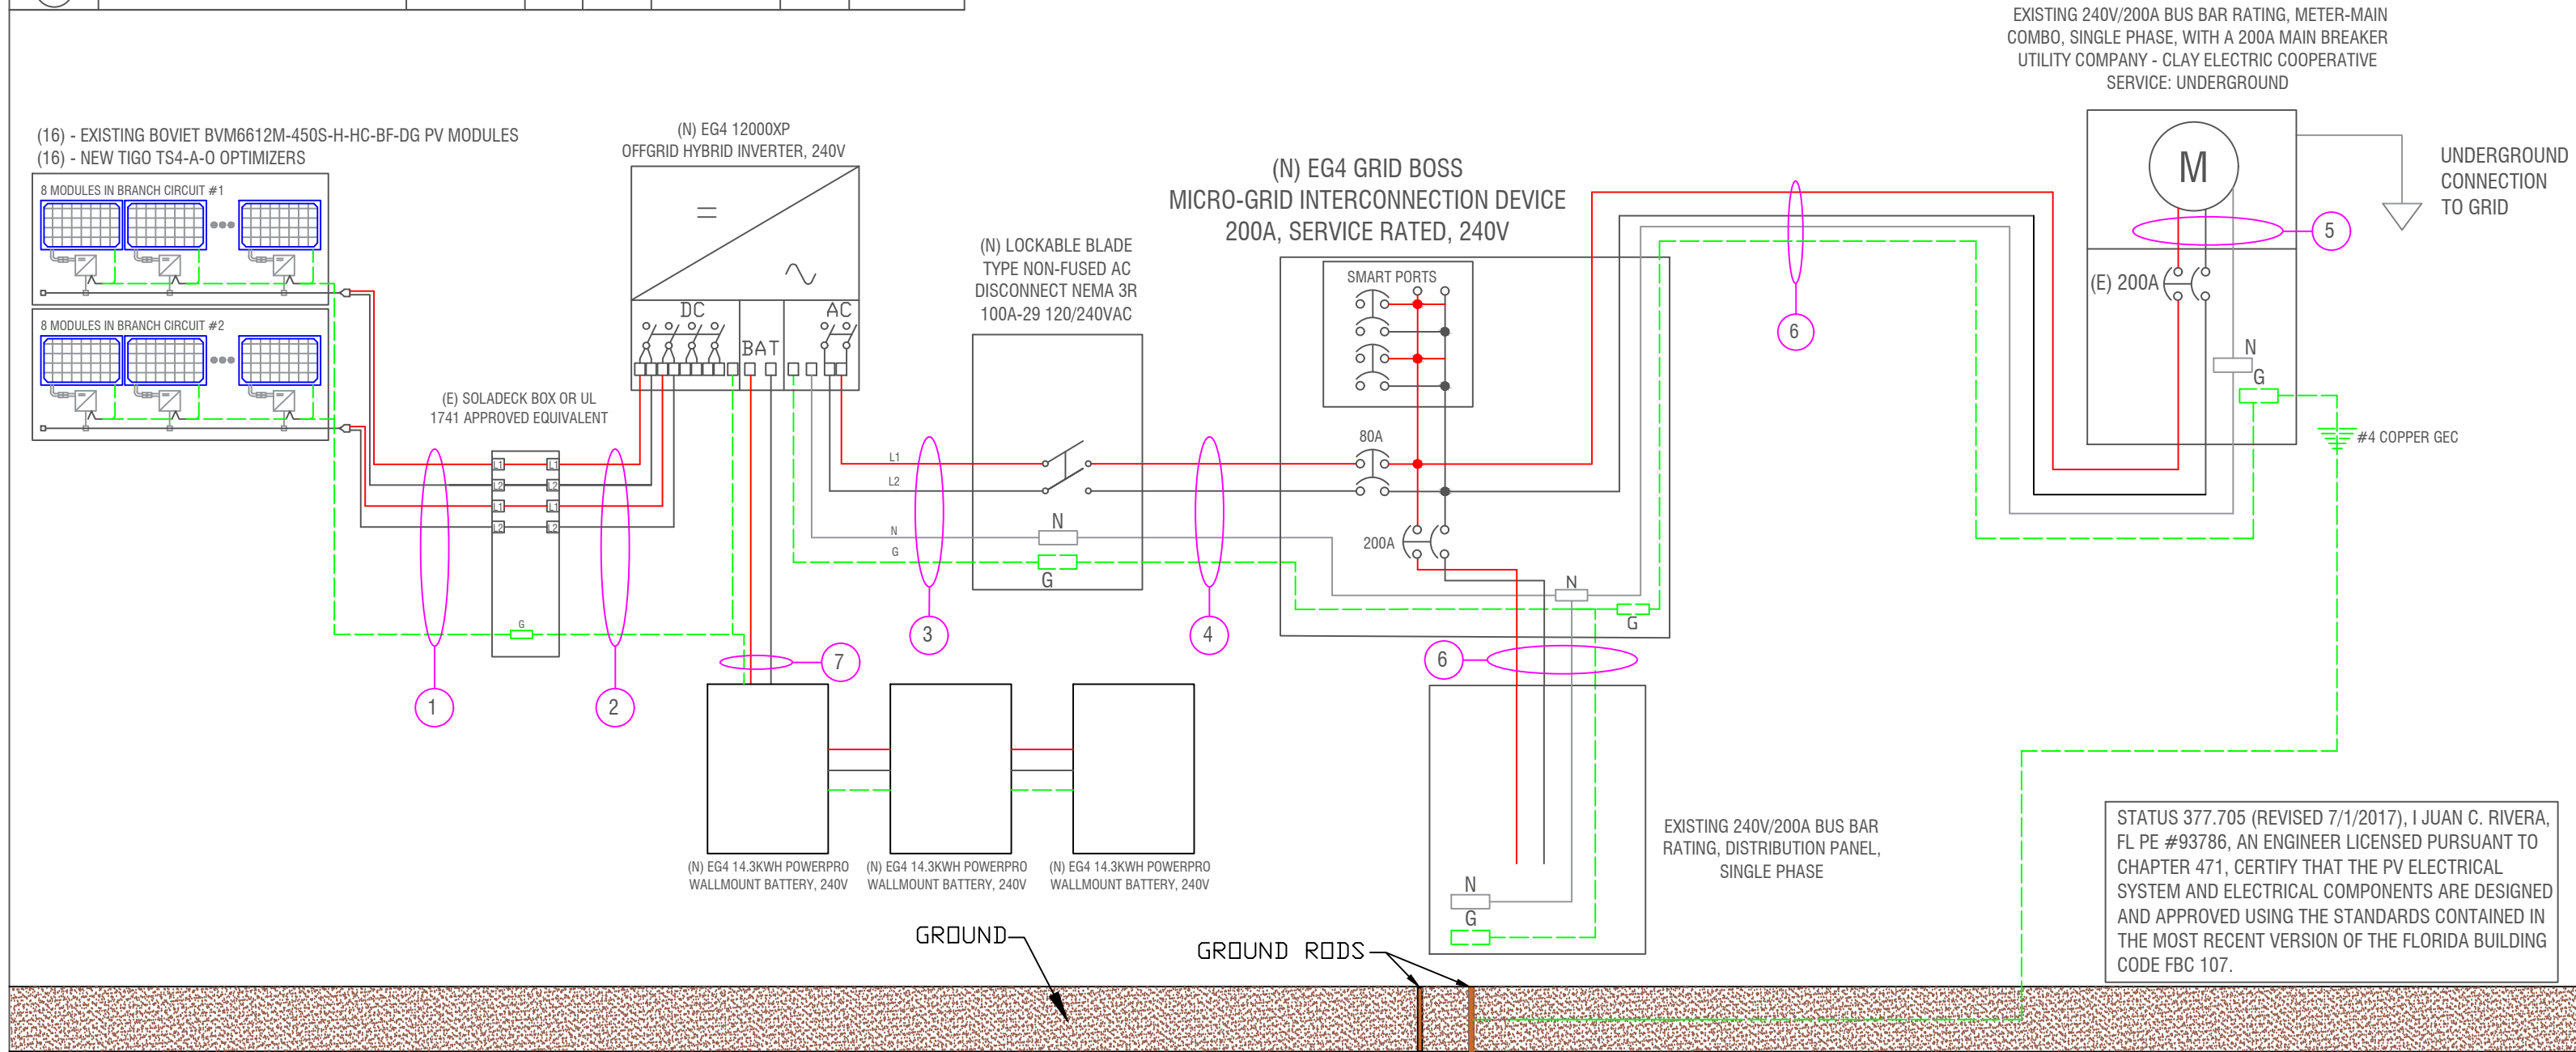 EXISTING 240V/200A BUS BAR RATING, METER-MAIN
COMBO, SINGLE PHASE, WITH A 200A MAIN BREAKER
UTILITY COMPANY - CLAY ELECTRIC COOPERATIVE
SERVICE: UNDERGROUND
(16) - EXISTING BOVIET BVM6612M-450S-H-HC-BF-DG PV MODULES
(16) - NEW TIGO TS4-A-O OPTIMIZERS
8 MODULES IN BRANCH CIRCUIT #1
8 MODULES IN BRANCH CIRCUIT #2
(E) SOLADECK BOX OR UL
1741 APPROVED EQUIVALENT
L1 L1
L2 L2
L1 L1
L2 L2
G
1
2
(N) EG4 12000XP
OFFGRID HYBRID INVERTER, 240V
DC
BAT
AC
L1
L2
N
G
3
7
(N) LOCKABLE BLADE
TYPE NON-FUSED AC
DISCONNECT NEMA 3R
100A-29 120/240VAC
N
G
4
(N) EG4 GRID BOSS
MICRO-GRID INTERCONNECTION DEVICE
200A, SERVICE RATED, 240V
SMART PORTS
80A
200A
N
G
6
6
M
5
(E) 200A
N
G
UNDERGROUND
CONNECTION
TO GRID
#4 COPPER GEC
(N) EG4 14.3KWH POWERPRO
WALLMOUNT BATTERY, 240V
(N) EG4 14.3KWH POWERPRO
WALLMOUNT BATTERY, 240V
(N) EG4 14.3KWH POWERPRO
WALLMOUNT BATTERY, 240V
N
G
EXISTING 240V/200A BUS BAR
RATING, DISTRIBUTION PANEL,
SINGLE PHASE
STATUS 377.705 (REVISED 7/1/2017), I JUAN C. RIVERA,
FL PE #93786, AN ENGINEER LICENSED PURSUANT TO
CHAPTER 471, CERTIFY THAT THE PV ELECTRICAL
SYSTEM AND ELECTRICAL COMPONENTS ARE DESIGNED
AND APPROVED USING THE STANDARDS CONTAINED IN
THE MOST RECENT VERSION OF THE FLORIDA BUILDING
CODE FBC 107.
GROUND
GROUND RODS